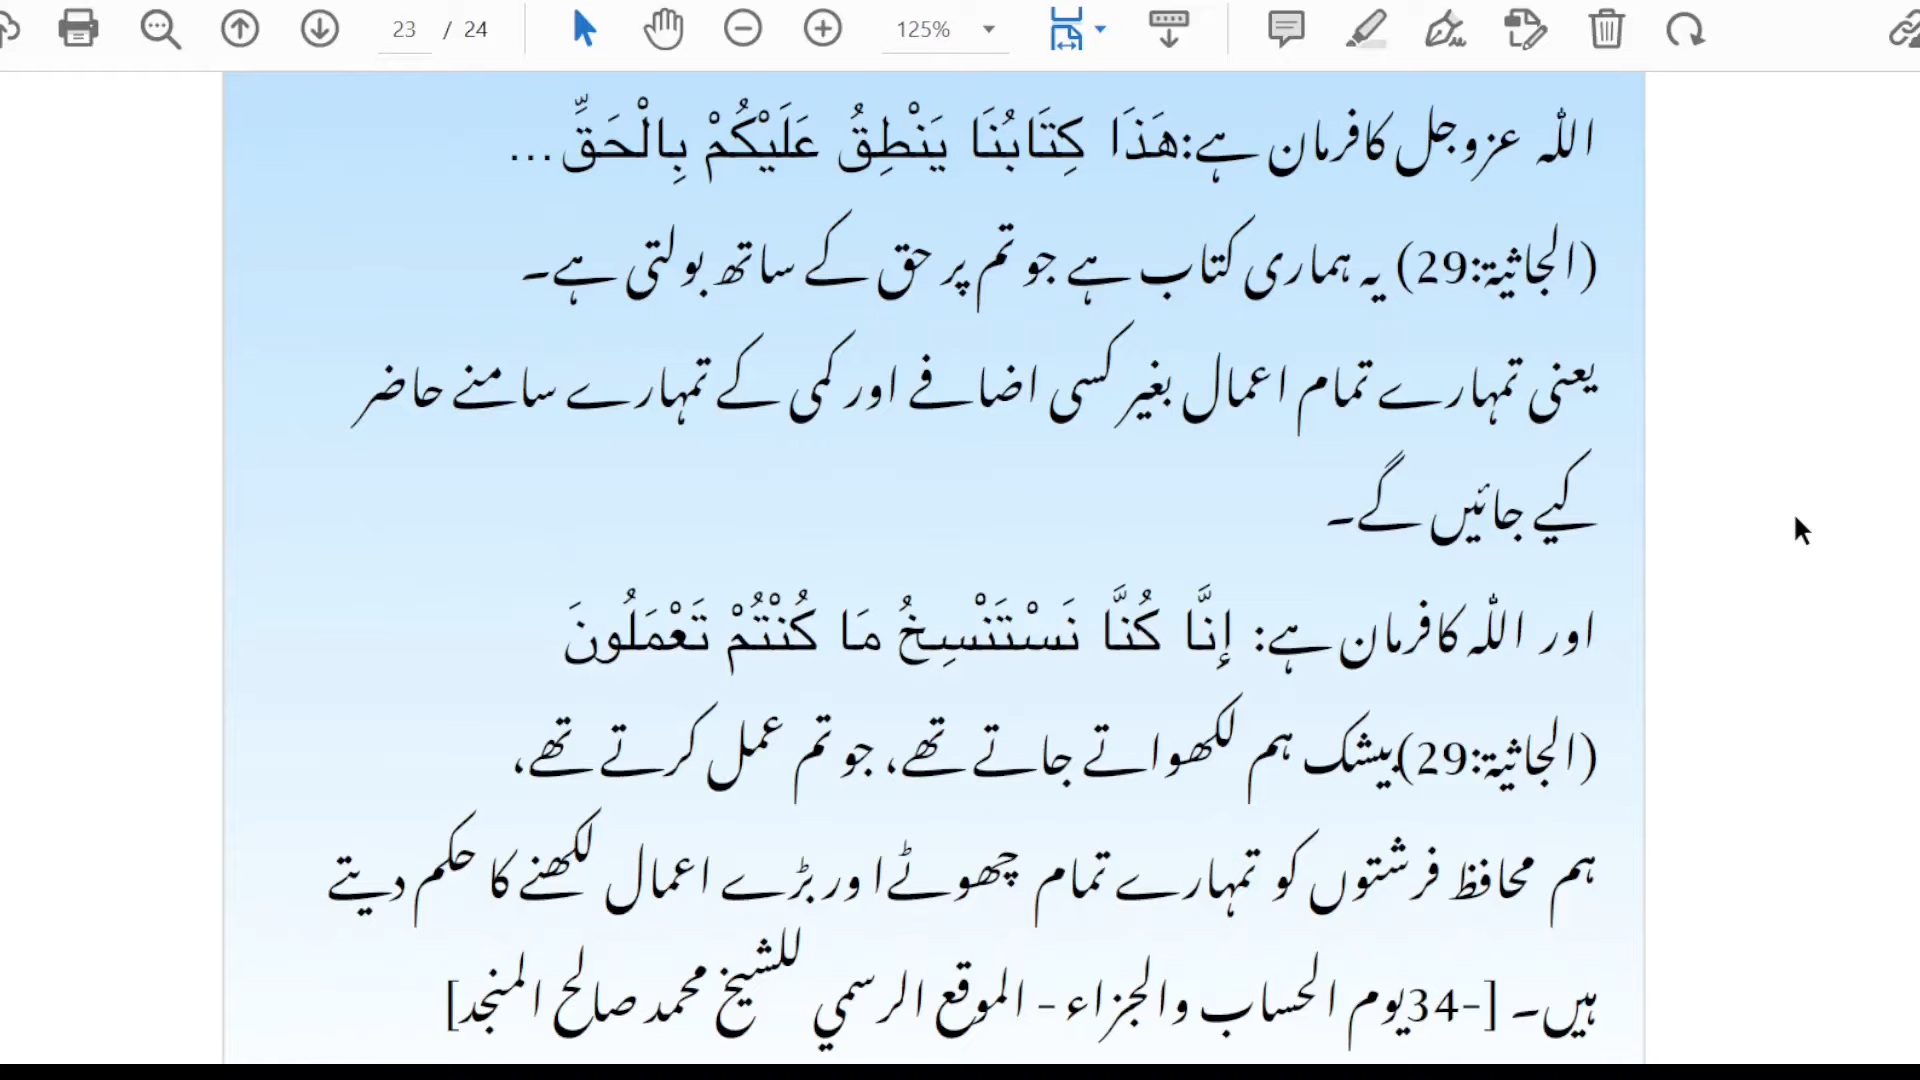 23 / 24 125%
اللہ عزوجل کا فرمان ہے: هَذَا كِتَابُنَا يَنْطِقُ عَلَيْكُمْ بِالْحَقِّ...
(الجاثیۃ:29) یہ ہماری کتاب ہے جو تم پر حق کے ساتھ بولتی ہے۔
یعنی تمہارے تمام اعمال بغیر کسی اضافے اور کمی کے تمہارے سامنے حاضر
کیے جائیں گے۔
اور اللہ کا فرمان ہے: إِنَّا كُنَّا نَسْتَنْسِخُ مَا كُنْتُمْ تَعْمَلُونَ
(الجاثیۃ:29)بیشک ہم لکھواتے جاتے تھے، جو تم عمل کرتے تھے،
ہم محافظ فرشتوں کو تمہارے تمام چھوٹے اور بڑے اعمال لکھنے کا حکم دیتے
ہیں۔ [-34یوم الحساب والجزاء - الموقع الرسمي للشيخ محمد صالح المنجد]